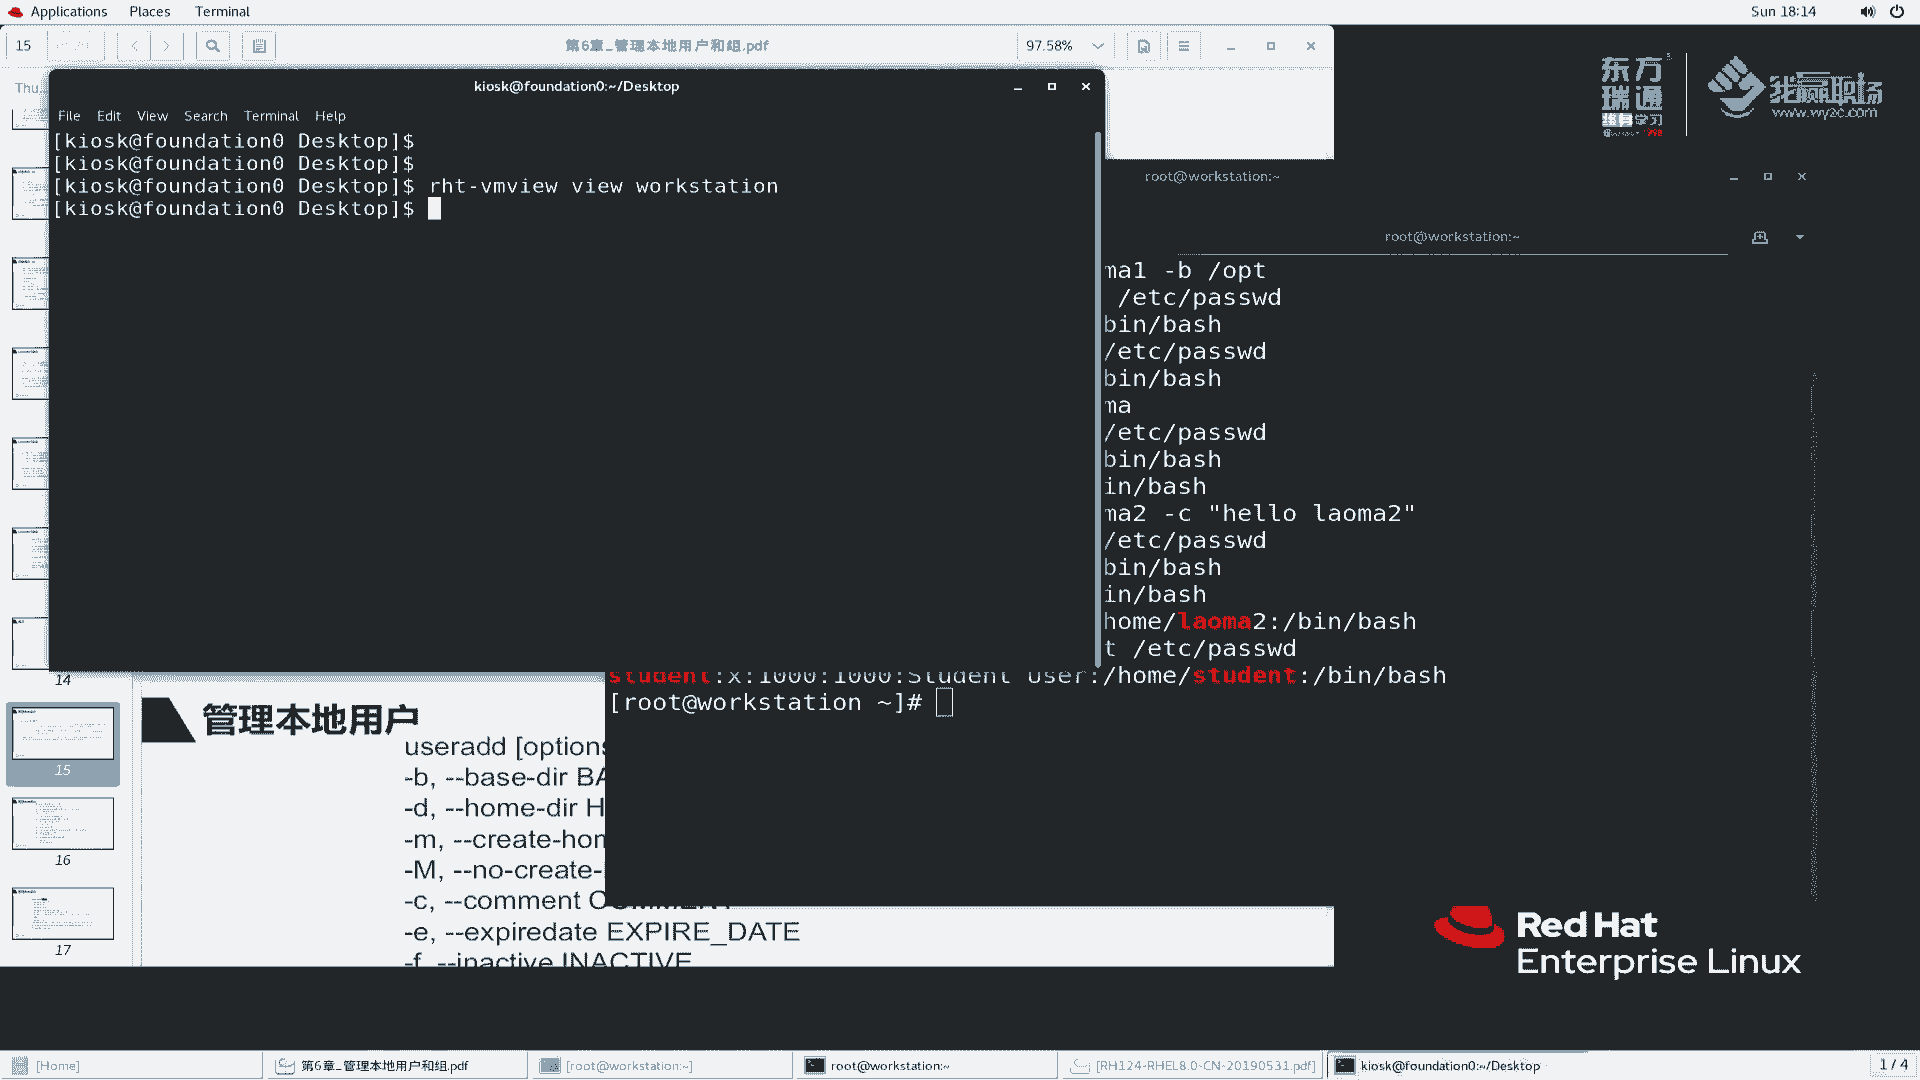 Applications Places Terminal Sun 18:14
15 第6章_管理本地用户和组.pdf 97.58%
Thu
kiosk@foundation0:~/Desktop
File Edit View Search Terminal Help
[kiosk@foundation0 Desktop]$
[kiosk@foundation0 Desktop]$
[kiosk@foundation0 Desktop]$ rht-vmview view workstation
[kiosk@foundation0 Desktop]$
东方瑞通
终身学习
我赢职场
www.wy2c.com
root@workstation:~
root@workstation:~
ma1 -b /opt
/etc/passwd
bin/bash
/etc/passwd
bin/bash
ma
/etc/passwd
bin/bash
in/bash
ma2 -c "hello laoma2"
/etc/passwd
bin/bash
in/bash
home/laoma2:/bin/bash
t /etc/passwd
student:x:1000:1000:Student User:/home/student:/bin/bash
[root@workstation ~]#
14
15
16
17
管理本地用户
useradd [options
-b, --base-dir BA
-d, --home-dir H
-m, --create-hom
-M, --no-create-
-c, --comment COMMENT
-e, --expiredate EXPIRE_DATE
-f, --inactive INACTIVE
Red Hat
Enterprise Linux
[Home] 第6章_管理本地用户和组.pdf [root@workstation:~] root@workstation:~ [RH124-RHEL8.0-CN-20190531.pdf] kiosk@foundation0:~/Desktop 1 / 4